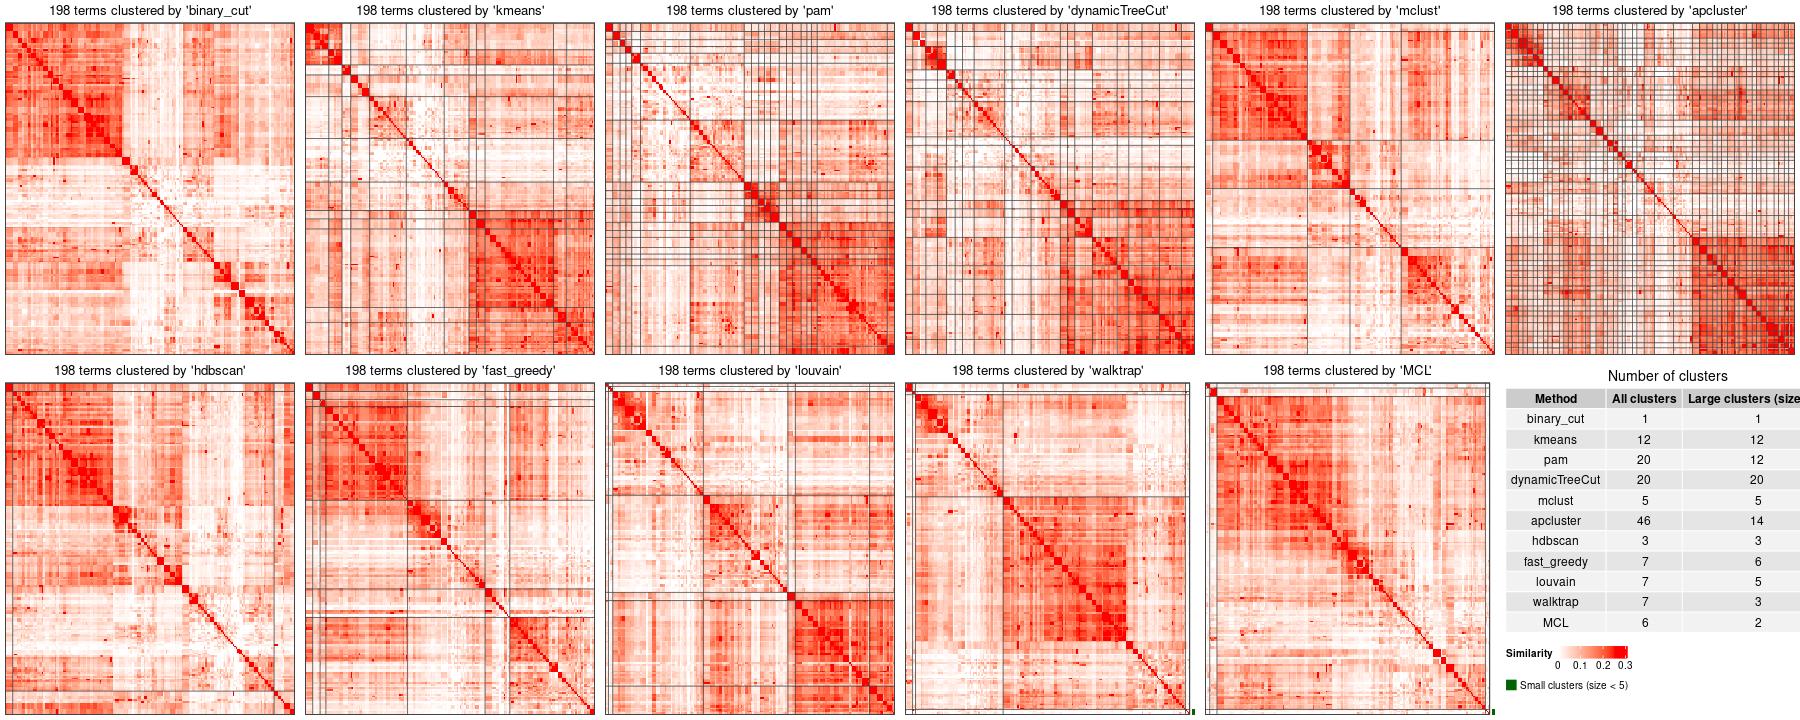 198 terms clustered by 'binary_cut'
198 terms clustered by 'kmeans'
198 terms clustered by 'pam'
198 terms clustered by 'dynamicTreeCut'
198 terms clustered by 'mclust'
198 terms clustered by 'apcluster'
198 terms clustered by 'hdbscan'
198 terms clustered by 'fast_greedy'
198 terms clustered by 'louvain'
198 terms clustered by 'walktrap'
198 terms clustered by 'MCL'
Number of clusters
Method All clusters Large clusters (size
binary_cut 1 1
kmeans 12 12
pam 20 12
dynamicTreeCut 20 20
mclust 5 5
apcluster 46 14
hdbscan 3 3
fast_greedy 7 6
louvain 7 5
walktrap 7 3
MCL 6 2
Similarity
0 0.1 0.2 0.3
Small clusters (size < 5)